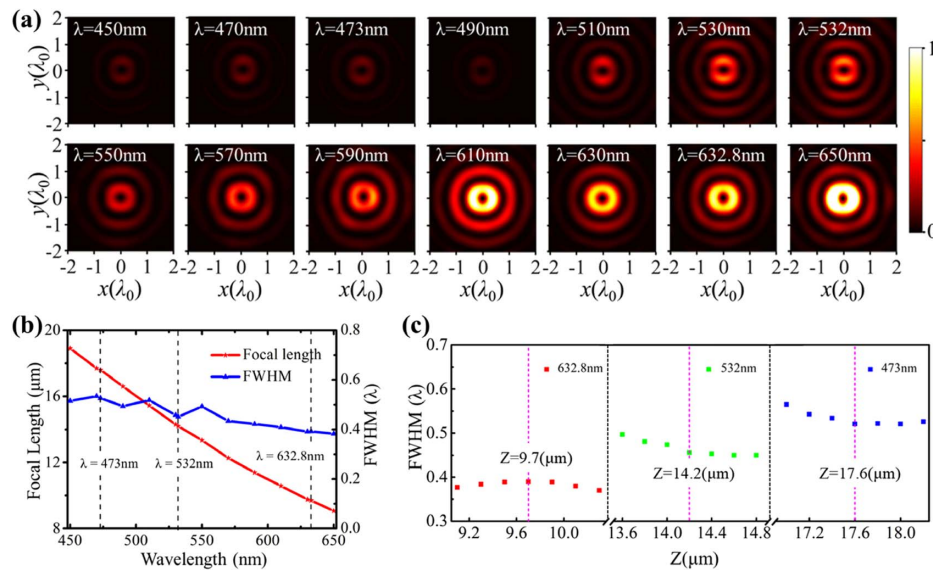 (a)
λ=450nm λ=470nm λ=473nm λ=490nm λ=510nm λ=530nm λ=532nm
2
1
0
-1
-2
y(λ0)
λ=550nm λ=570nm λ=590nm λ=610nm λ=630nm λ=632.8nm λ=650nm
2
1
0
-1
-2
y(λ0)
-2 -1 0 1 2 -2 -1 0 1 2 -2 -1 0 1 2 -2 -1 0 1 2 -2 -1 0 1 2 -2 -1 0 1 2 -2 -1 0 1 2
x(λ0) x(λ0) x(λ0) x(λ0) x(λ0) x(λ0) x(λ0)
1
0
(b)
Focal Length (μm)
20
16
12
8
Focal length
FWHM
λ = 473nm
λ = 532nm
λ = 632.8nm
0.8
0.6
0.4
0.2
0.0
FWHM (λ)
450 500 550 600 650
Wavelength (nm)
(c)
FWHM (λ)
0.7
0.6
0.5
0.4
0.3
632.8nm
532nm
473nm
Z=9.7(μm)
Z=14.2(μm)
Z=17.6(μm)
9.2 9.6 10.0 13.6 14.0 14.4 14.8 17.2 17.6 18.0
Z(μm)